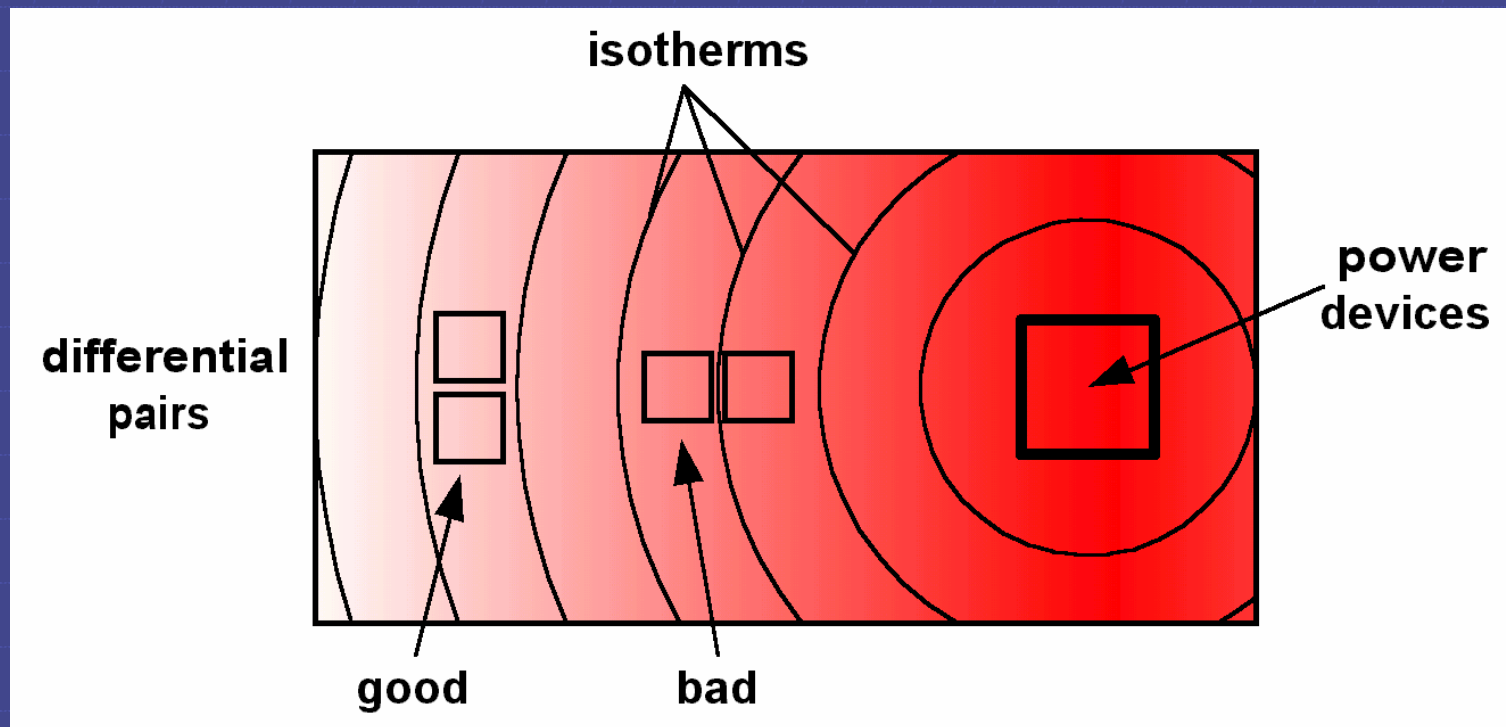 isotherms
power
devices
differential
pairs
good
bad